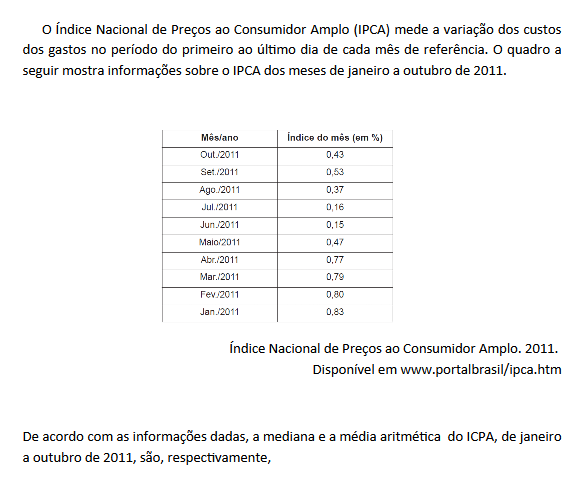 O Índice Nacional de Preços ao Consumidor Amplo (IPCA) mede a variação dos custos
dos gastos no período do primeiro ao último dia de cada mês de referência. O quadro a
seguir mostra informações sobre o IPCA dos meses de janeiro a outubro de 2011.
Mês/ano Índice do mês (em %)
Out./2011 0,43
Set./2011 0,53
Ago./2011 0,37
Jul./2011 0,16
Jun./2011 0,15
Maio/2011 0,47
Abr./2011 0,77
Mar./2011 0,79
Fev./2011 0,80
Jan./2011 0,83
Índice Nacional de Preços ao Consumidor Amplo. 2011.
Disponível em www.portalbrasil/ipca.htm
De acordo com as informações dadas, a mediana e a média aritmética do ICPA, de janeiro
a outubro de 2011, são, respectivamente,